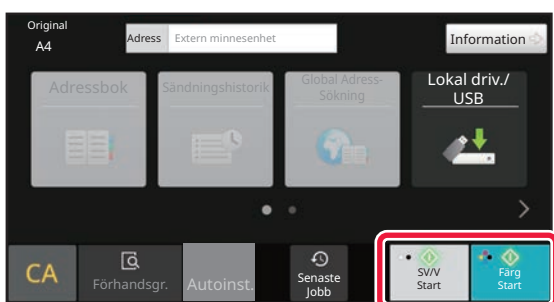 Original
A4
Adress Extern minnesenhet
Information
Adressbok
Sändningshistorik
Global Adress-
Sökning
Lokal driv./
USB
CA
Förhandsgr.
Autoinst.
Senaste
Jobb
SV/V
Start
Färg
Start